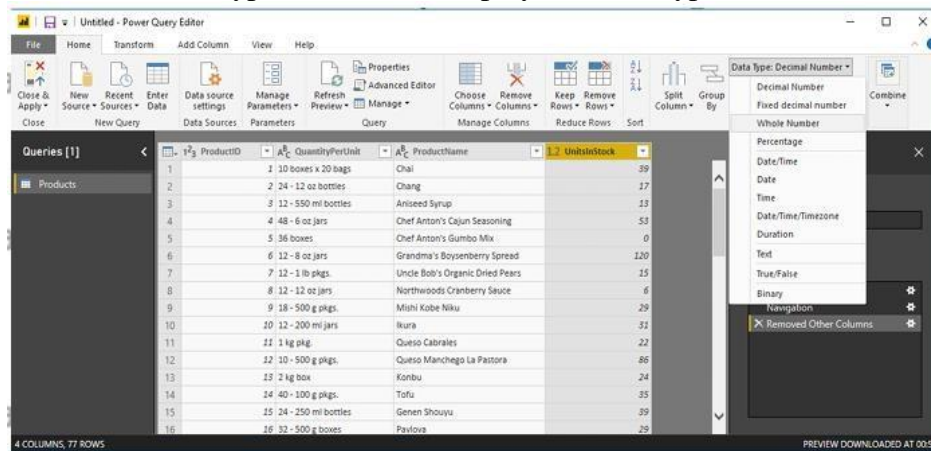 Untitled - Power Query Editor
File Home Transform Add Column View Help
Close & Apply
New Source
Recent Sources
Enter Data
Data source settings
Manage Parameters
Refresh Preview
Properties
Advanced Editor
Manage
Choose Columns
Remove Columns
Keep Rows
Remove Rows
Split Column
Group By
Data Type: Decimal Number
Combine
Close New Query Data Sources Parameters Query Manage Columns Reduce Rows Sort
Decimal Number
Fixed decimal number
Whole Number
Percentage
Date/Time
Date
Time
Date/Time/Timezone
Duration
Text
True/False
Binary
Queries [1]
Products
ProductID QuantityPerUnit ProductName 1.2 UnitsInStock
1 1 10 boxes x 20 bags Chai 39
2 2 24 - 12 oz bottles Chang 17
3 3 12 - 550 ml bottles Aniseed Syrup 13
4 4 48 - 6 oz jars Chef Anton's Cajun Seasoning 53
5 5 36 boxes Chef Anton's Gumbo Mix 0
6 6 12 - 8 oz jars Grandma's Boysenberry Spread 120
7 7 12 - 1 lb pkgs. Uncle Bob's Organic Dried Pears 15
8 8 12 - 12 oz jars Northwoods Cranberry Sauce 6
9 9 18 - 500 g pkgs. Mishi Kobe Niku 29
10 10 12 - 200 ml jars Ikura 31
11 11 1 kg pkg. Queso Cabrales 22
12 12 10 - 500 g pkgs. Queso Manchego La Pastora 86
13 13 2 kg box Konbu 24
14 14 40 - 100 g pkgs. Tofu 35
15 15 24 - 250 ml bottles Genen Shouyu 39
16 16 32 - 500 g boxes Pavlova 29
Navigation
Removed Other Columns
4 COLUMNS, 77 ROWS
PREVIEW DOWNLOADED AT